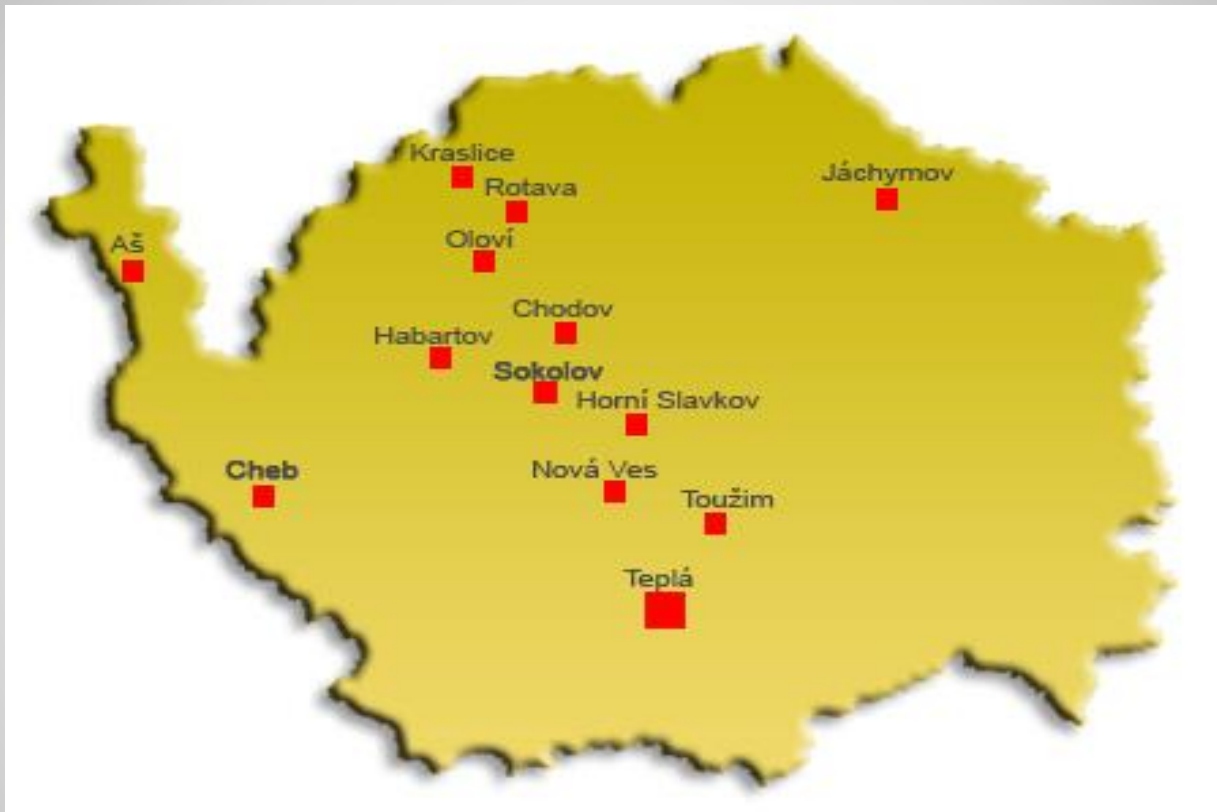 Kraslice
Jáchymov
Rotava
Oloví
Aš
Chodov
Habartov
Sokolov
Horní Slavkov
Cheb
Nová Ves
Toužim
Teplá